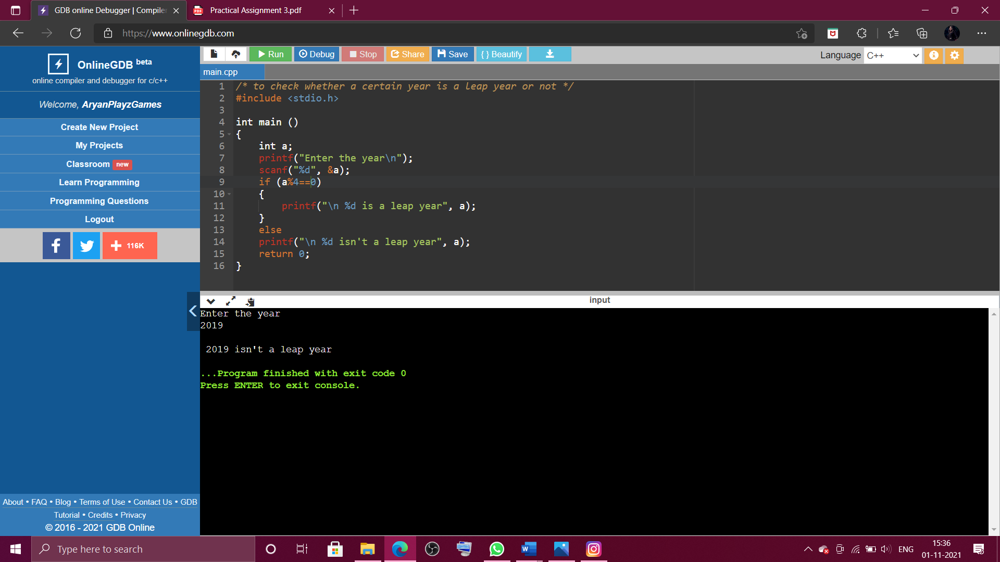 GDB online Debugger | Compiler
Practical Assignment 3.pdf
https://www.onlinegdb.com
OnlineGDB beta
online compiler and debugger for c/c++
Welcome, AryanPlayzGames
Create New Project
My Projects
Classroom new
Learn Programming
Programming Questions
Logout
116K
Run
Debug
Stop
Share
Save
{ } Beautify
Language C++
main.cpp
1 /* to check whether a certain year is a leap year or not */
2 #include <stdio.h>
3
4 int main ()
5 {
6 int a;
7 printf("Enter the year\n");
8 scanf("%d", &a);
9 if (a%4==0)
10 {
11 printf("\n %d is a leap year", a);
12 }
13 else
14 printf("\n %d isn't a leap year", a);
15 return 0;
16 }
input
Enter the year
2019
2019 isn't a leap year
...Program finished with exit code 0
Press ENTER to exit console.
About • FAQ • Blog • Terms of Use • Contact Us • GDB
Tutorial • Credits • Privacy
© 2016 - 2021 GDB Online
Type here to search
ENG
15:36
01-11-2021